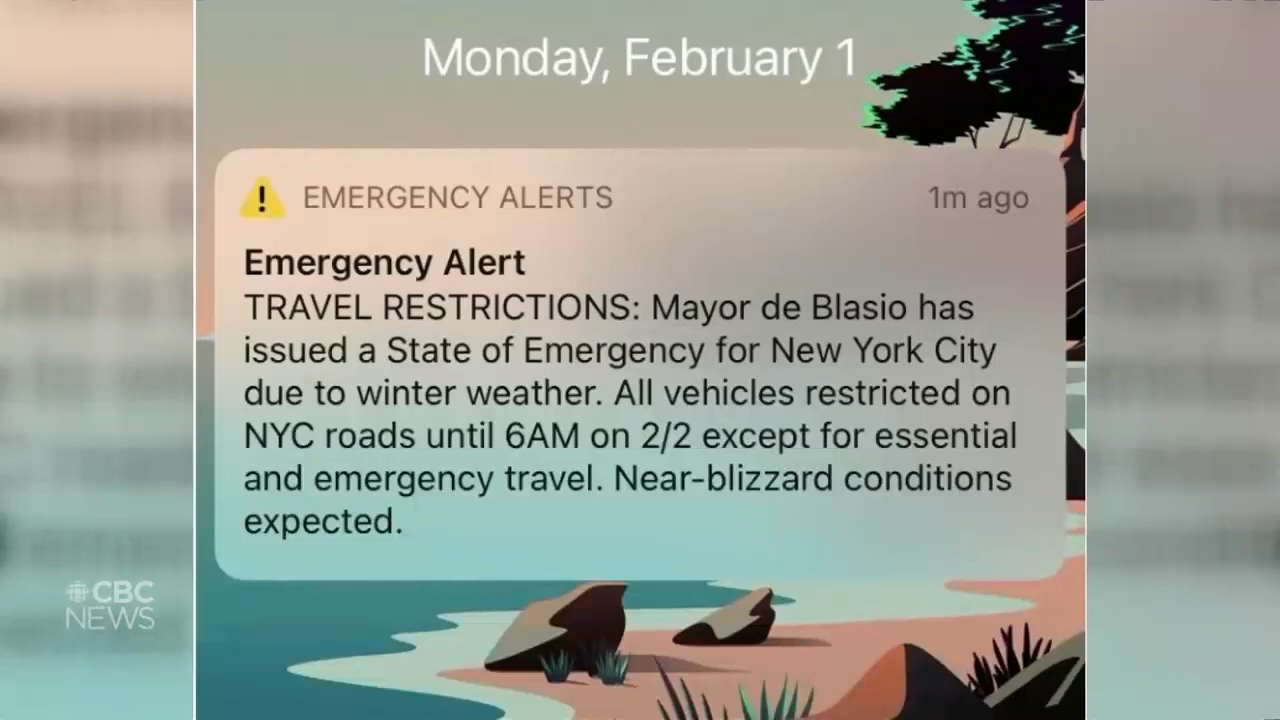 Monday, February 1
EMERGENCY ALERTS 1m ago
Emergency Alert
TRAVEL RESTRICTIONS: Mayor de Blasio has
issued a State of Emergency for New York City
due to winter weather. All vehicles restricted on
NYC roads until 6AM on 2/2 except for essential
and emergency travel. Near-blizzard conditions
expected.
CBC
NEWS